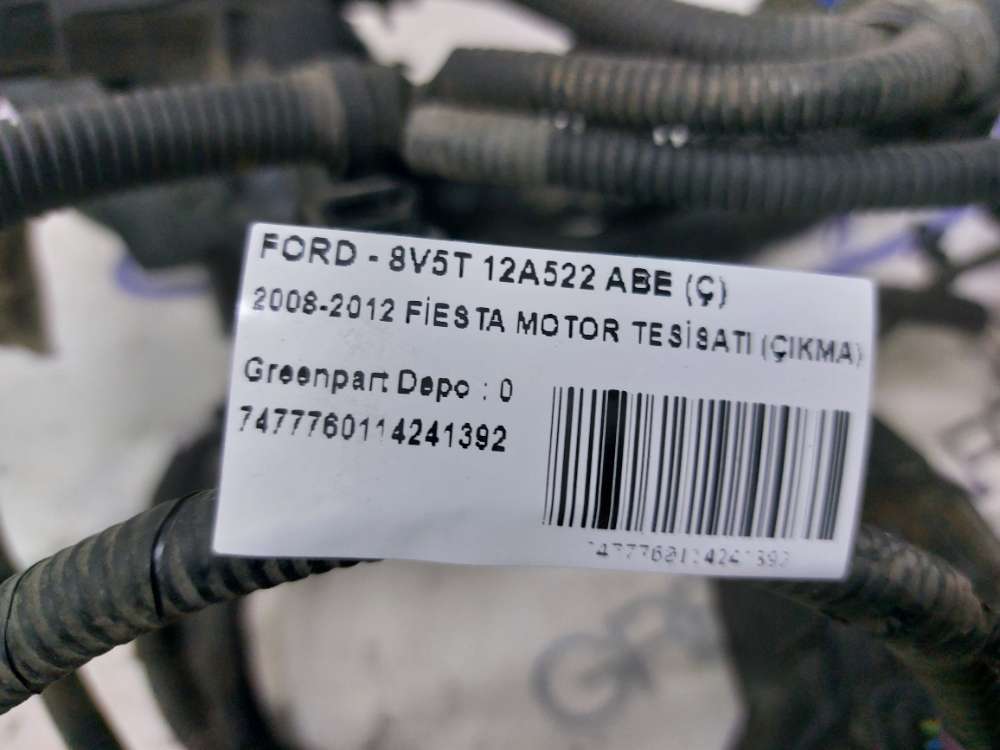 FORD - 8V5T 12A522 ABE (Ç)
2008-2012 FİESTA MOTOR TESİSATI (ÇIKMA)
Greenpart Depo : 0
7477760114241392
7477760114241392